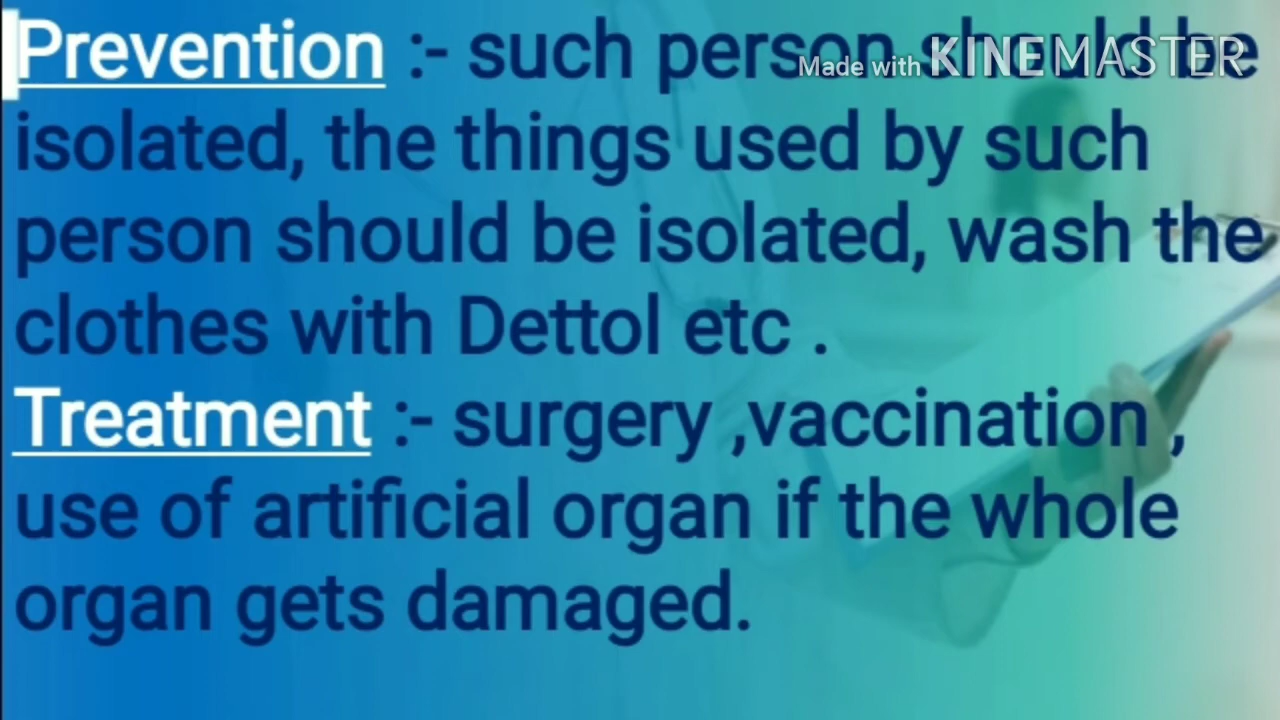 Prevention :- such person should be
Made with KINEMASTER
isolated, the things used by such
person should be isolated, wash the
clothes with Dettol etc .
Treatment :- surgery ,vaccination ,
use of artificial organ if the whole
organ gets damaged.